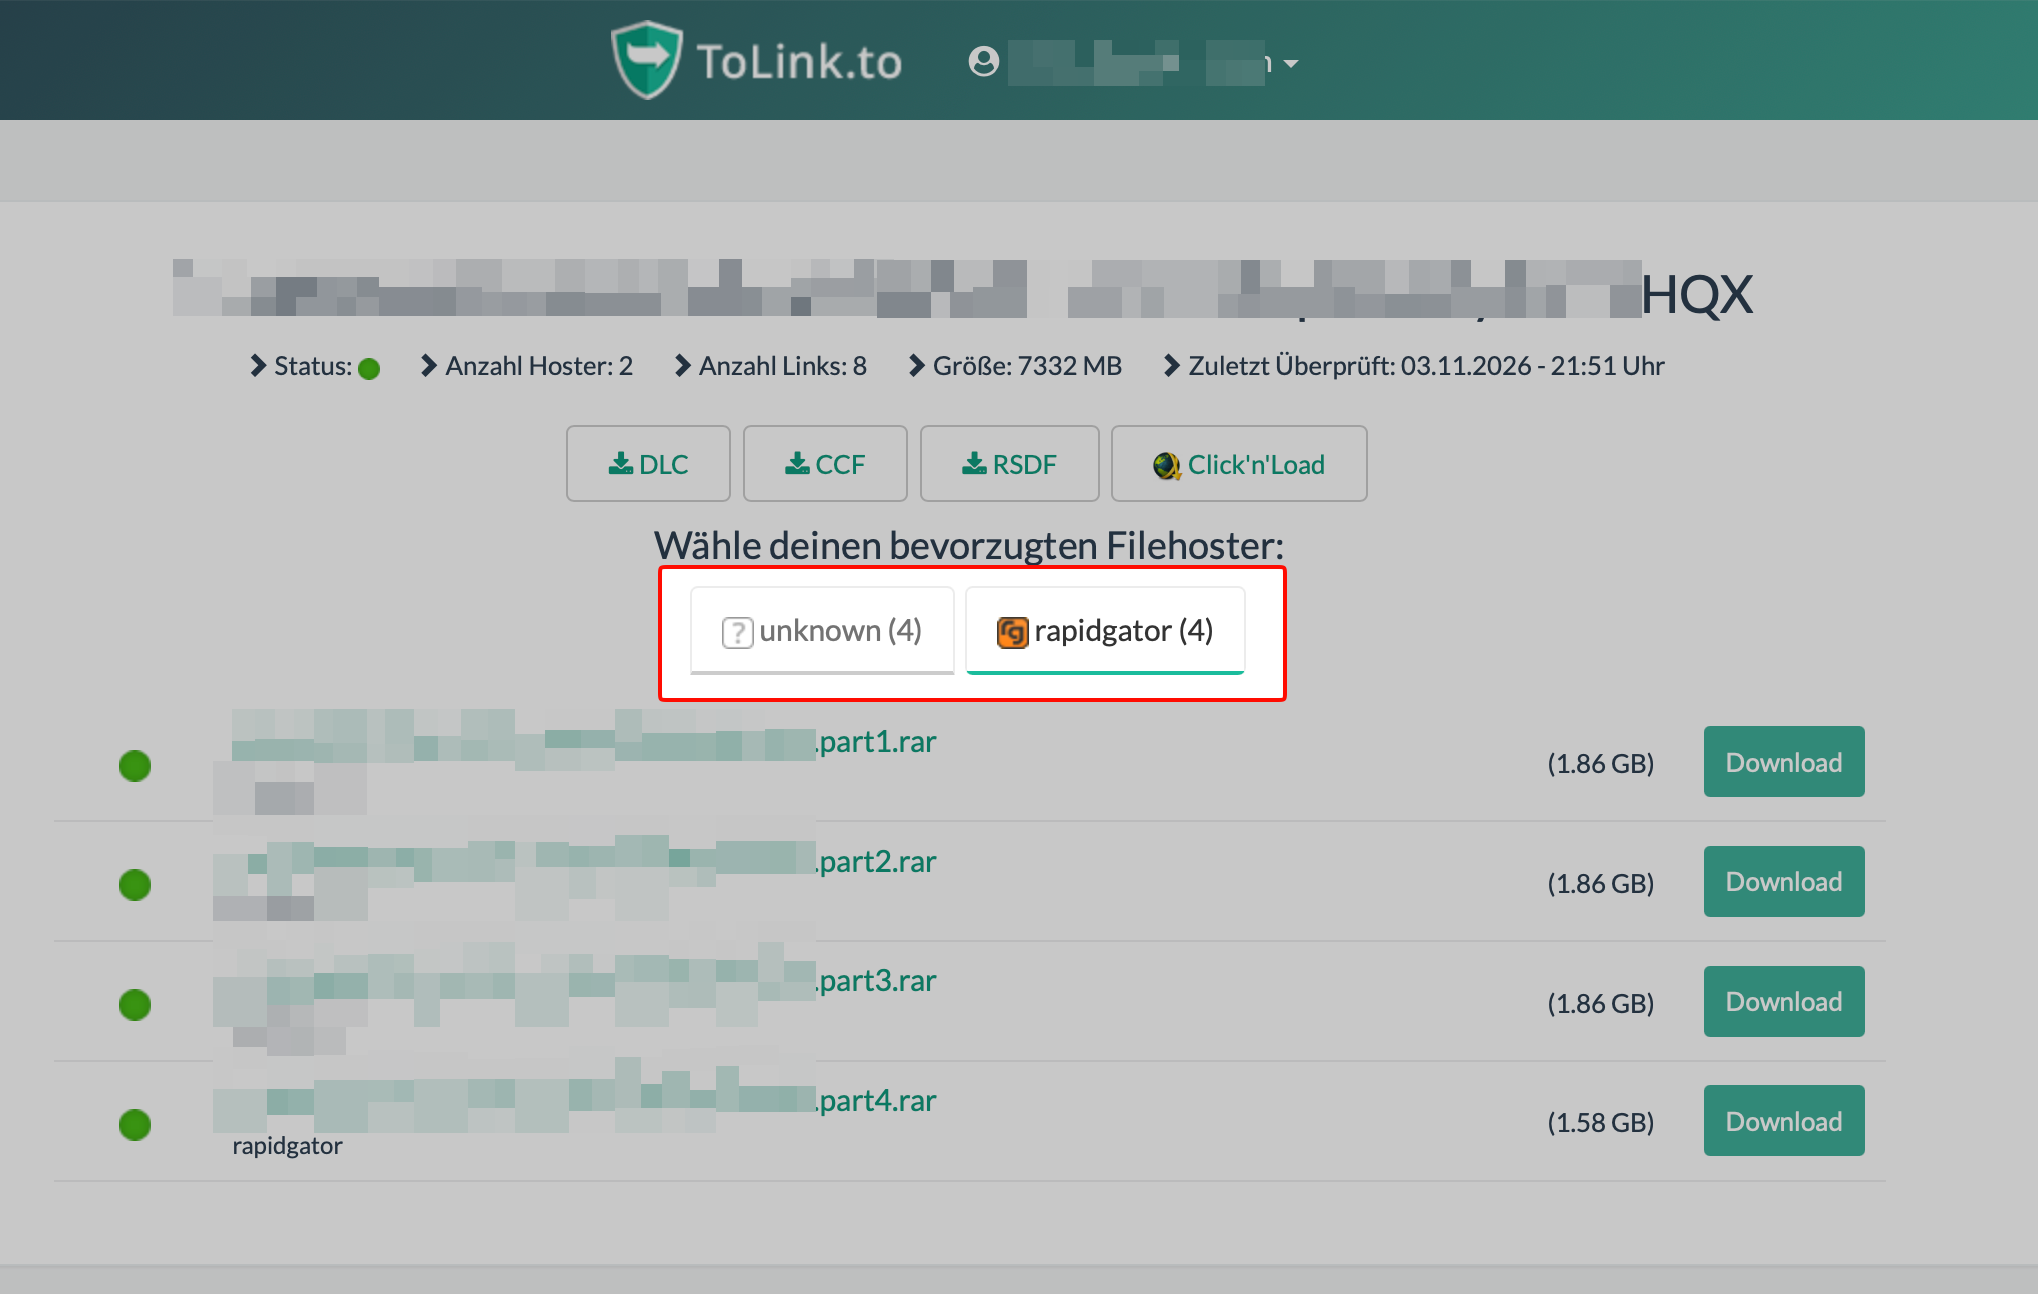 ToLink.to
HQX
Status: Anzahl Hoster: 2 Anzahl Links: 8 Größe: 7332 MB Zuletzt Überprüft: 03.11.2026 - 21:51 Uhr
DLC CCF RSDF Click'n'Load
Wähle deinen bevorzugten Filehoster:
unknown (4) rapidgator (4)
.part1.rar (1.86 GB) Download
.part2.rar (1.86 GB) Download
.part3.rar (1.86 GB) Download
.part4.rar (1.58 GB) Download
rapidgator